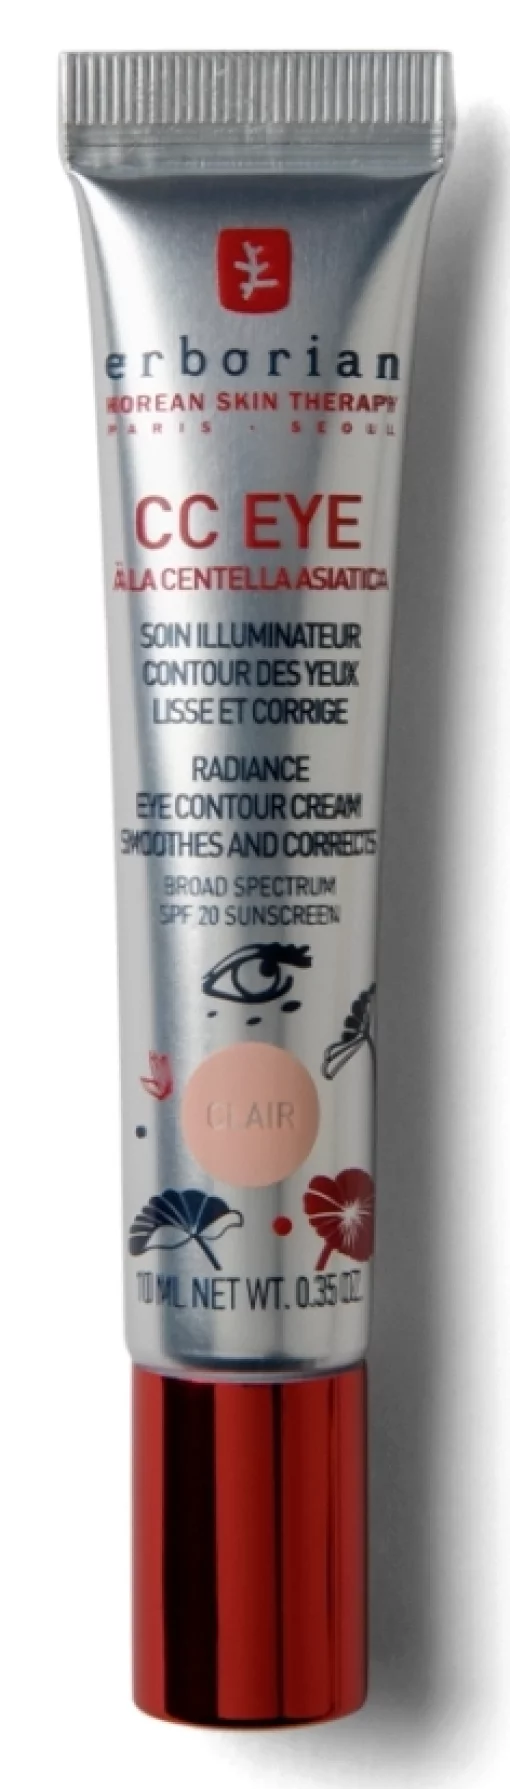 erborian
KOREAN SKIN THERAPY
PARIS · SEOUL
CC EYE
À LA CENTELLA ASIATICA
SOIN ILLUMINATEUR
CONTOUR DES YEUX
LISSE ET CORRIGE
RADIANCE
EYE CONTOUR CREAM
SMOOTHES AND CORRECTS
BROAD SPECTRUM
SPF 20 SUNSCREEN
CLAIR
10 ML NET WT. 0.35 OZ.